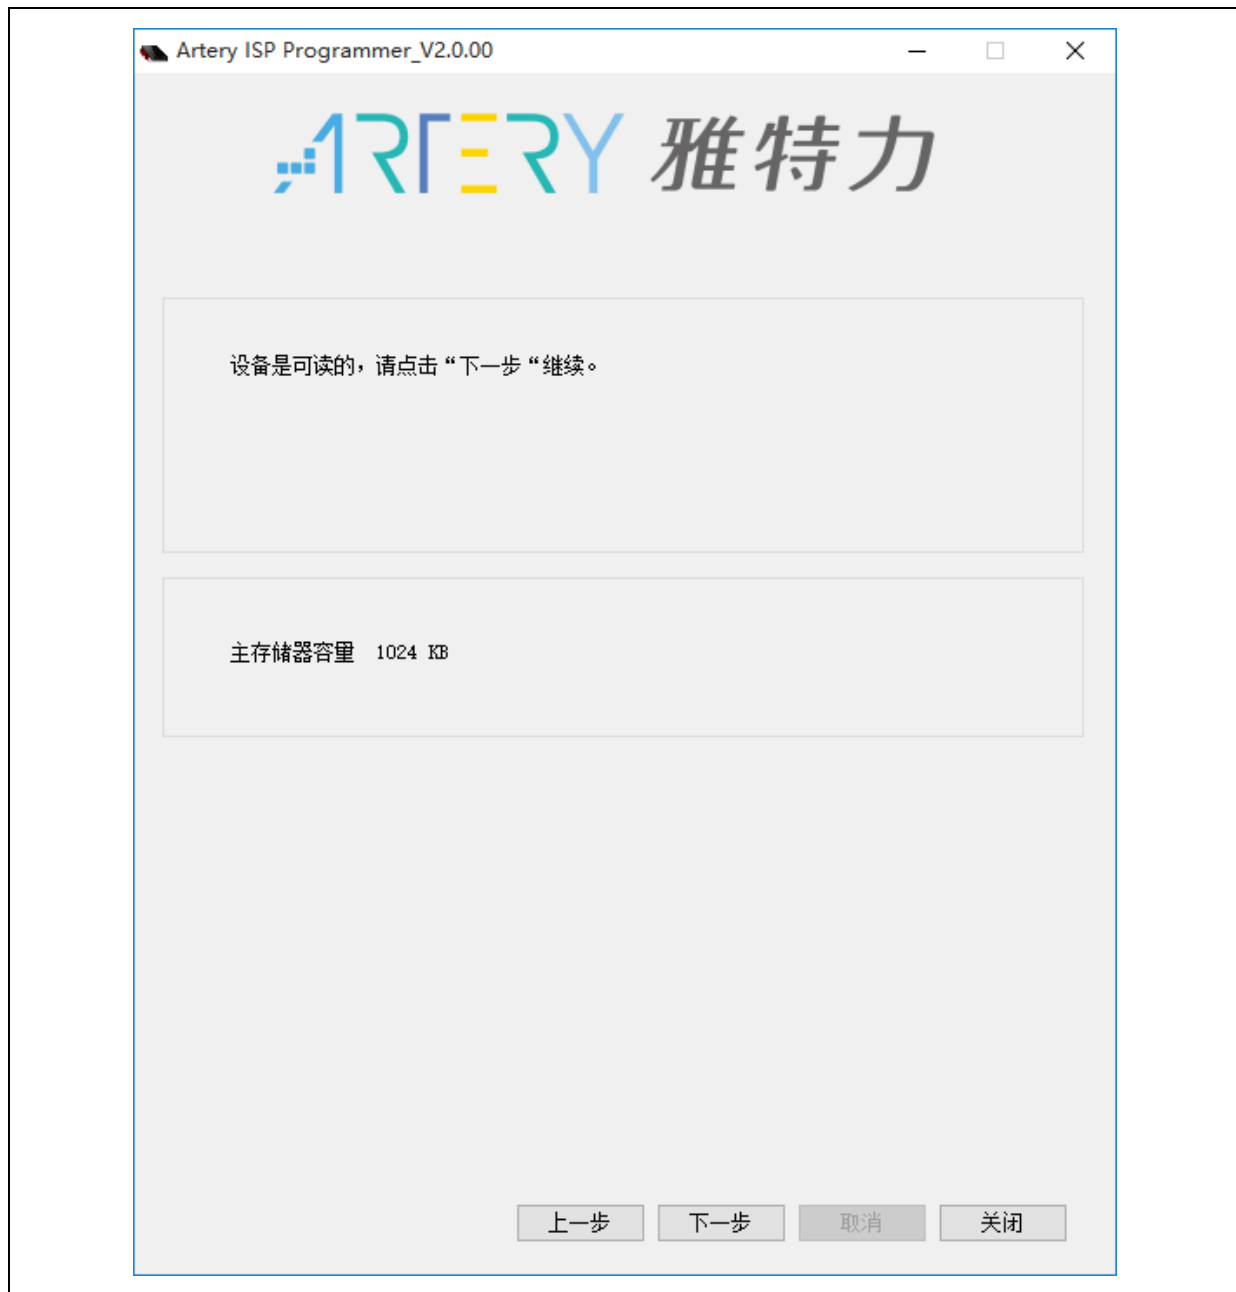 Artery ISP Programmer_V2.0.00
ARTERY 雅特力
设备是可读的，请点击“下一步“继续。
主存储器容量 1024 KB
上一步 下一步 取消 关闭